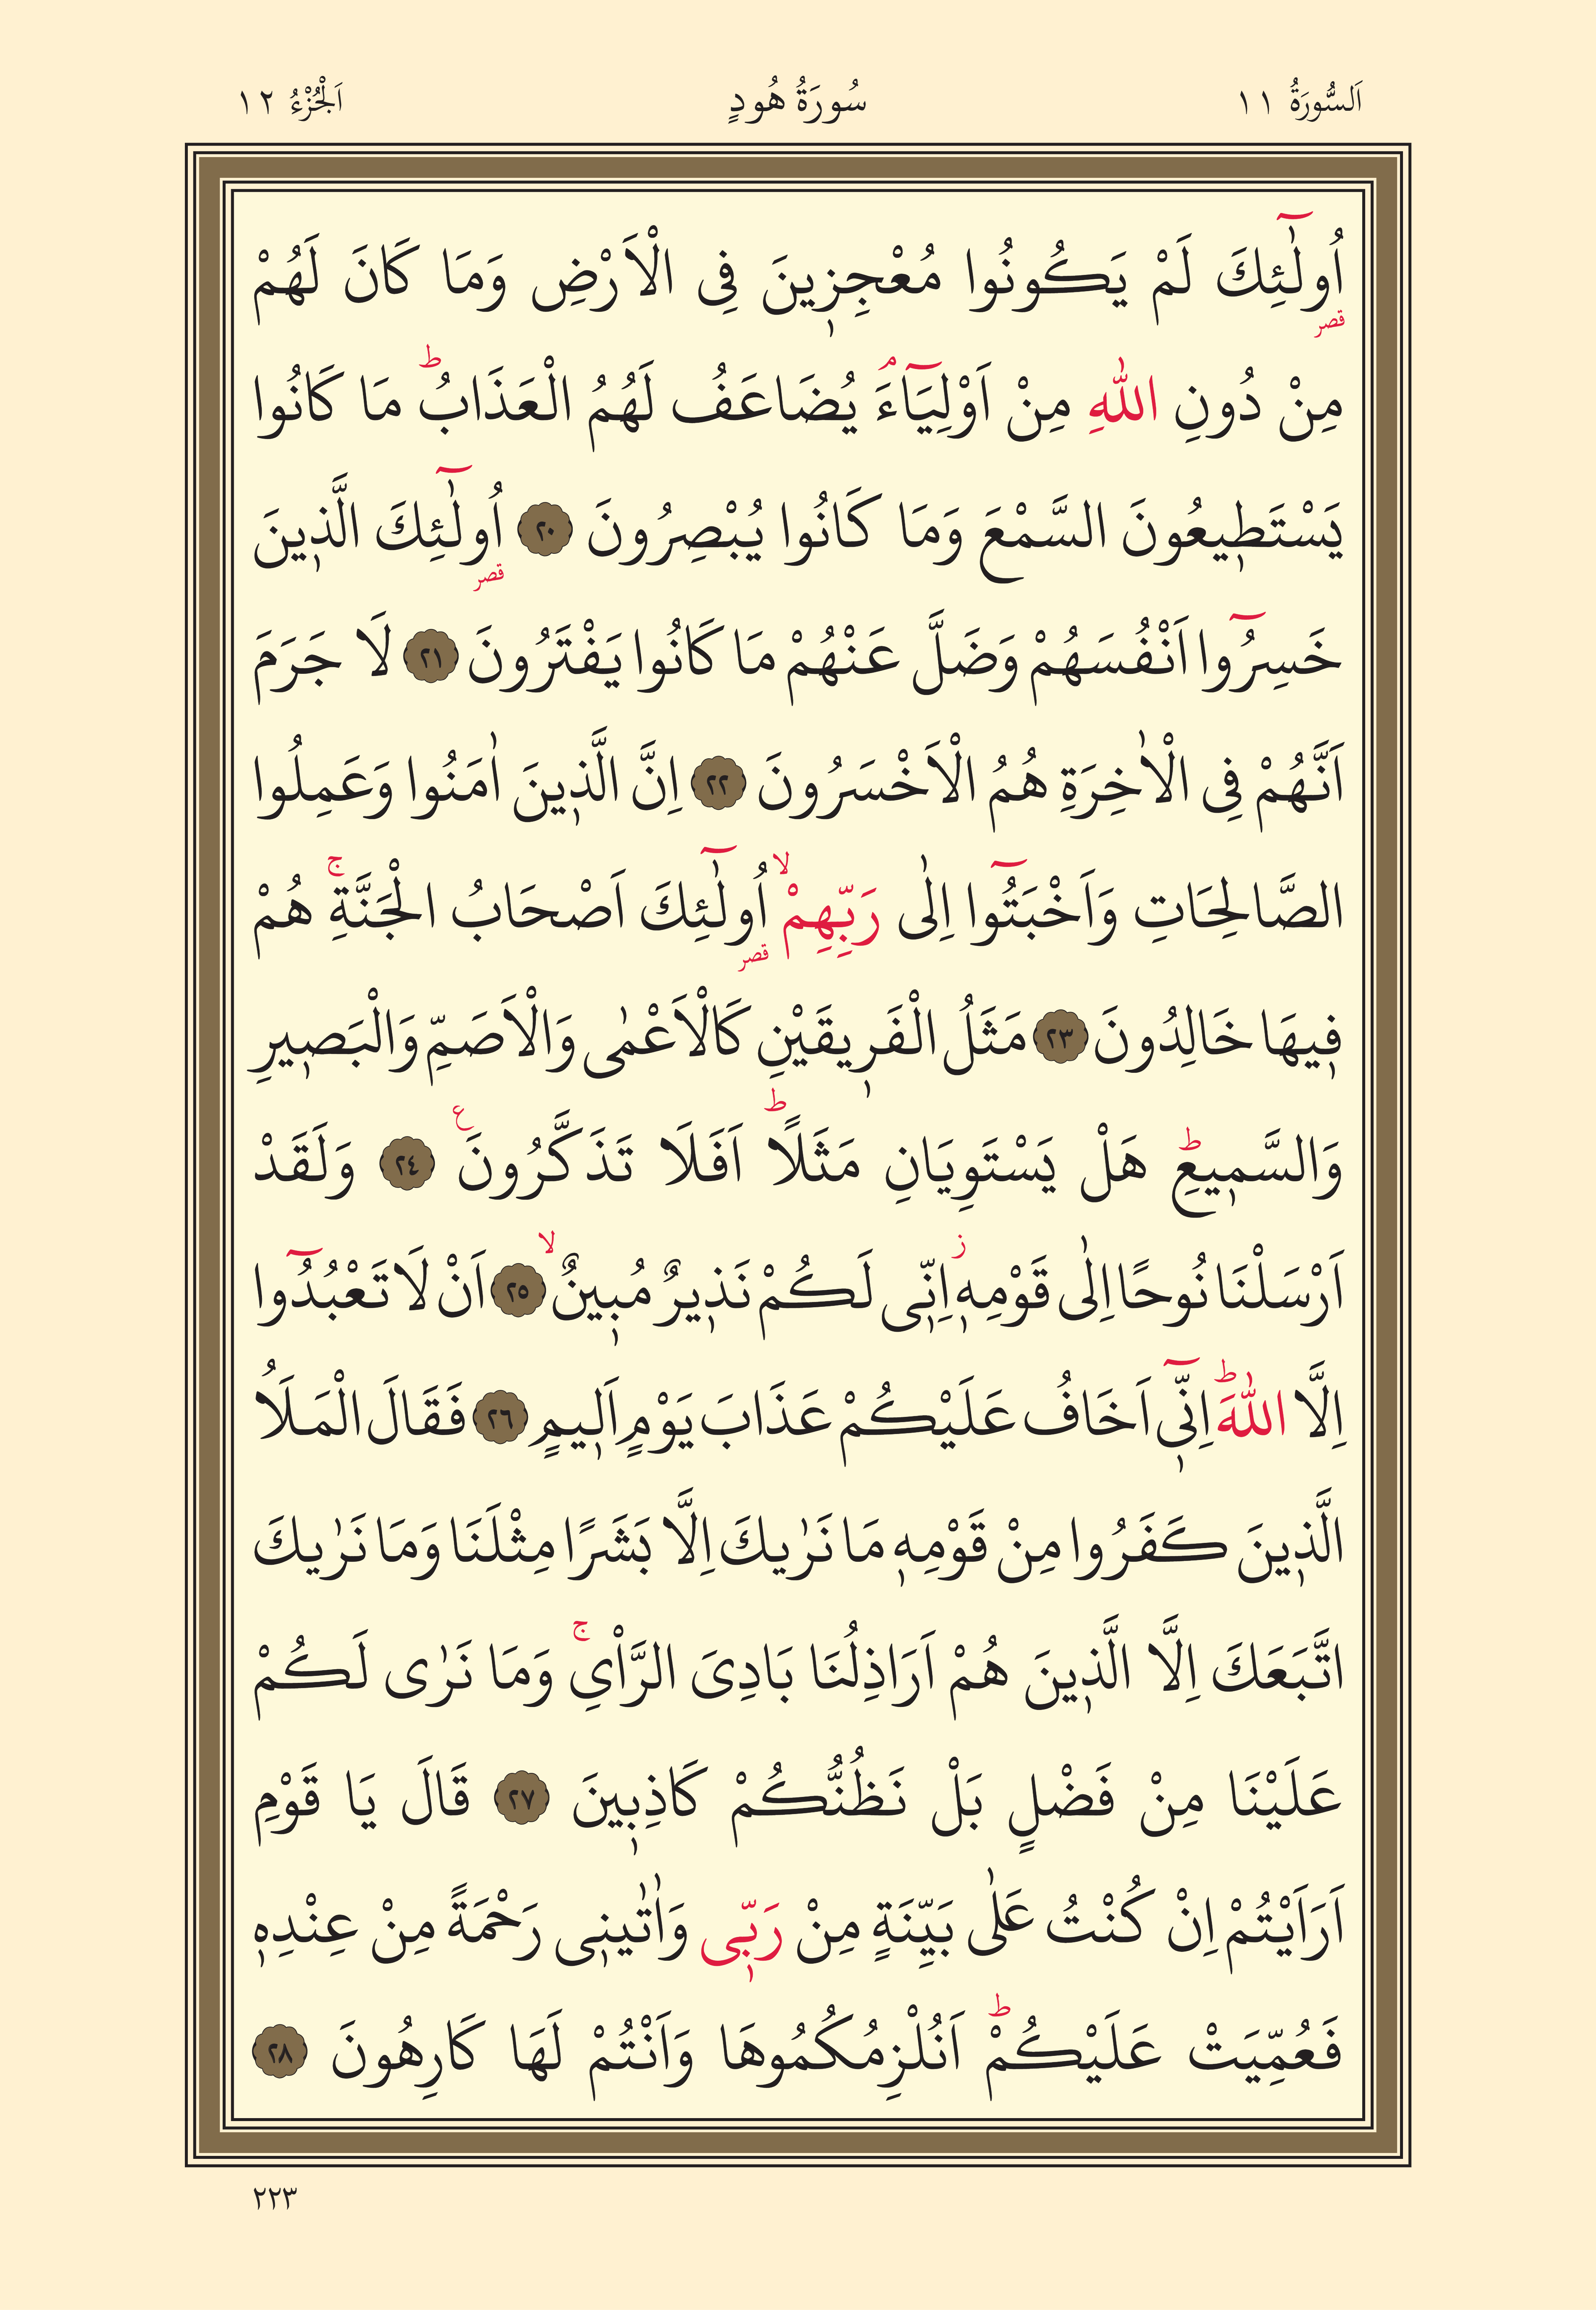 اَلسُّورَةُ ١١ سُورَةُ هُودٍ اَلْجُزْءُ ١٢
اُو۬لٰٓئِكَ لَمْ يَكُونُوا مُعْجِزٖينَ فِى الْاَرْضِ وَمَا كَانَ لَهُمْ
قصر
مِنْ دُونِ اللّٰهِ مِنْ اَوْلِيَٓاءَۢ يُضَاعَفُ لَهُمُ الْعَذَابُؕ مَا كَانُوا
يَسْتَطٖيعُونَ السَّمْعَ وَمَا كَانُوا يُبْصِرُونَ ٢٠ اُولٰٓئِكَ الَّذٖينَ
قصر
خَسِرُٓوا اَنْفُسَهُمْ وَضَلَّ عَنْهُمْ مَا كَانُوا يَفْتَرُونَ ٢١ لَا جَرَمَ
اَنَّهُمْ فِى الْاٰخِرَةِ هُمُ الْاَخْسَرُونَ ٢٢ اِنَّ الَّذٖينَ اٰمَنُوا وَعَمِلُوا
الصَّالِحَاتِ وَاَخْبَتُٓوا اِلٰى رَبِّهِمْۙ اُولٰٓئِكَ اَصْحَابُ الْجَنَّةِۚ هُمْ
قصر
فٖيهَا خَالِدُونَ ٢٣ مَثَلُ الْفَرٖيقَيْنِ كَالْاَعْمٰى وَالْاَصَمِّ وَالْبَصٖيرِ
وَالسَّمٖيعِؕ هَلْ يَسْتَوِيَانِ مَثَلًاؕ اَفَلَا تَذَكَّرُونَࣖ ٢٤ وَلَقَدْ
اَرْسَلْنَا نُوحًا اِلٰى قَوْمِهٖؗ اِنّٖى لَكُمْ نَذٖيرٌ مُبٖينٌۙ ٢٥ اَنْ لَا تَعْبُدُٓوا
اِلَّا اللّٰهَؕ اِنّٖٓى اَخَافُ عَلَيْكُمْ عَذَابَ يَوْمٍ اَلٖيمٍ ٢٦ فَقَالَ الْمَلَاُ
الَّذٖينَ كَفَرُوا مِنْ قَوْمِهٖ مَا نَرٰيكَ اِلَّا بَشَرًا مِثْلَنَا وَمَا نَرٰيكَ
اتَّبَعَكَ اِلَّا الَّذٖينَ هُمْ اَرَاذِلُنَا بَادِىَ الرَّاْىِۚ وَمَا نَرٰى لَكُمْ
عَلَيْنَا مِنْ فَضْلٍ بَلْ نَظُنُّكُمْ كَاذِبٖينَ ٢٧ قَالَ يَا قَوْمِ
اَرَاَيْتُمْ اِنْ كُنْتُ عَلٰى بَيِّنَةٍ مِنْ رَبّٖى وَاٰتٰينٖى رَحْمَةً مِنْ عِنْدِهٖ
فَعُمِّيَتْ عَلَيْكُمْؕ اَنُلْزِمُكُمُوهَا وَاَنْتُمْ لَهَا كَارِهُونَ ٢٨
٢٢٣